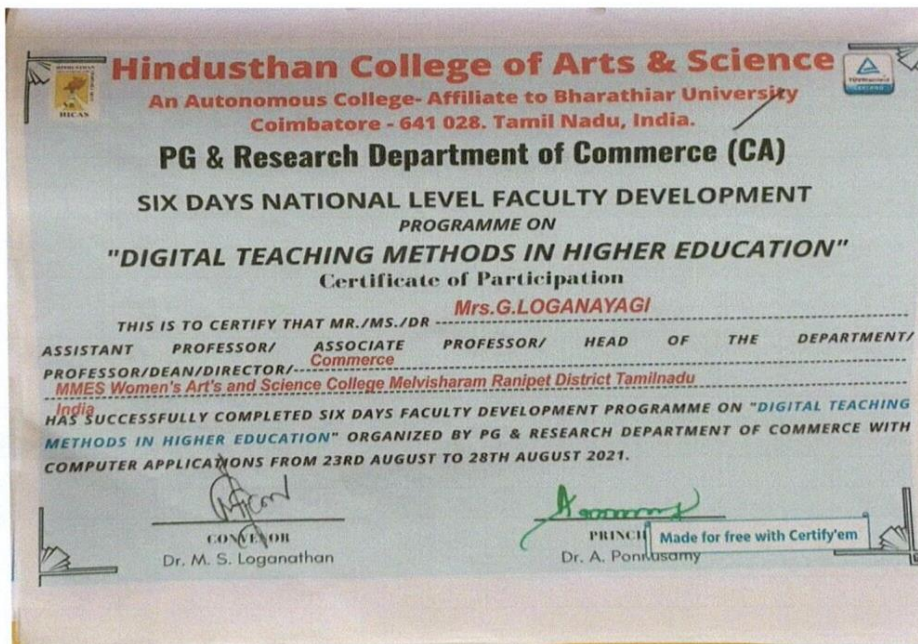 Hindusthan College of Arts & Science
An Autonomous College- Affiliate to Bharathiar University
Coimbatore - 641 028. Tamil Nadu, India.
HICAS
PG & Research Department of Commerce (CA)
SIX DAYS NATIONAL LEVEL FACULTY DEVELOPMENT
PROGRAMME ON
"DIGITAL TEACHING METHODS IN HIGHER EDUCATION"
Certificate of Participation
Mrs.G.LOGANAYAGI
THIS IS TO CERTIFY THAT MR./MS./DR
ASSISTANT PROFESSOR/ ASSOCIATE PROFESSOR/ HEAD OF THE DEPARTMENT/
Commerce
PROFESSOR/DEAN/DIRECTOR/
MMES Women's Art's and Science College Melvisharam Ranipet District Tamilnadu
India
HAS SUCCESSFULLY COMPLETED SIX DAYS FACULTY DEVELOPMENT PROGRAMME ON "DIGITAL TEACHING
METHODS IN HIGHER EDUCATION" ORGANIZED BY PG & RESEARCH DEPARTMENT OF COMMERCE WITH
COMPUTER APPLICATIONS FROM 23RD AUGUST TO 28TH AUGUST 2021.
CONVENOR
Dr. M. S. Loganathan
PRINCI
Made for free with Certify'em
Dr. A. Ponnusamy